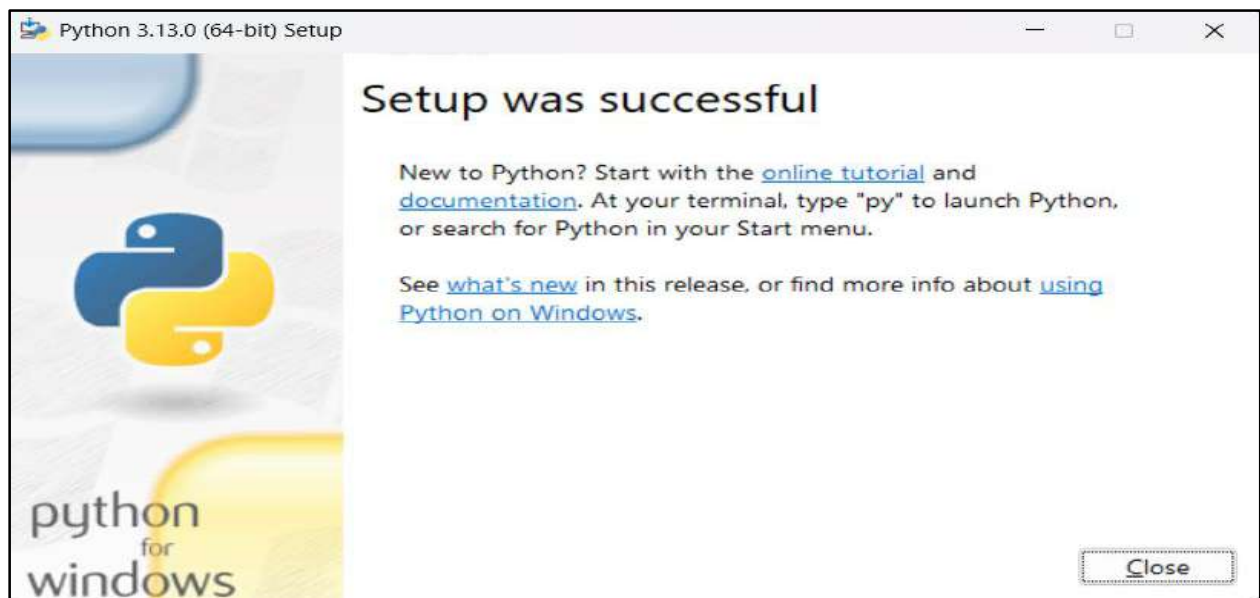 Python 3.13.0 (64-bit) Setup
Setup was successful
New to Python? Start with the online tutorial and
documentation. At your terminal, type "py" to launch Python,
or search for Python in your Start menu.
See what's new in this release, or find more info about using
Python on Windows.
python
for
windows
Close